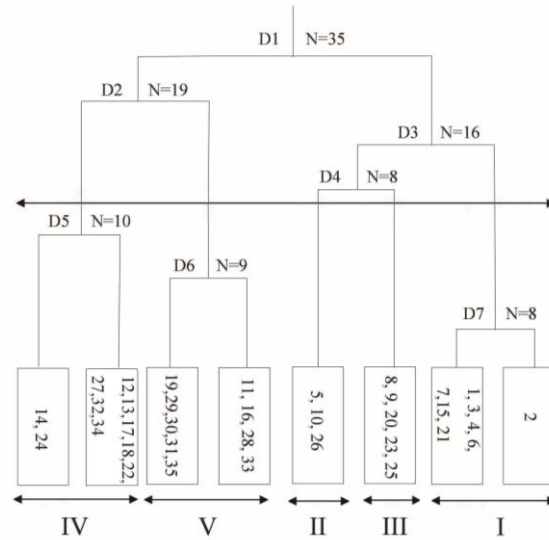 D1 N=35
D2 N=19
D3 N=16
D4 N=8
D5 N=10
D6 N=9
D7 N=8
14, 24
12,13,17,18,22,
27,32,34
19,29,30,31,35
11, 16, 28, 33
5, 10, 26
8, 9, 20, 23, 25
1, 3, 4, 6,
7,15, 21
2
IV V II III I